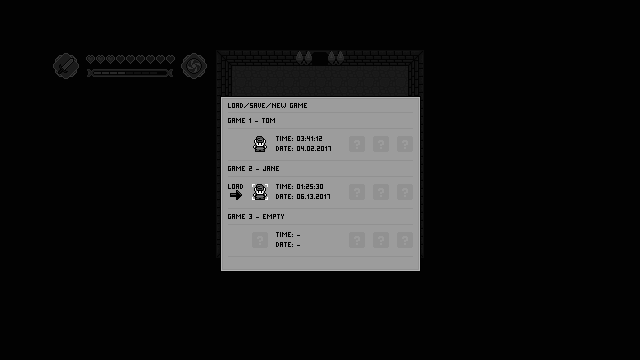 LOAD/SAVE/NEW GAME
GAME 1 - TOM
TIME: 03:41:12
DATE: 04.02.2017
? ? ?
GAME 2 - JANE
LOAD
TIME: 01:25:30
DATE: 06.13.2017
? ? ?
GAME 3 - EMPTY
?
TIME: -
DATE: -
? ? ?